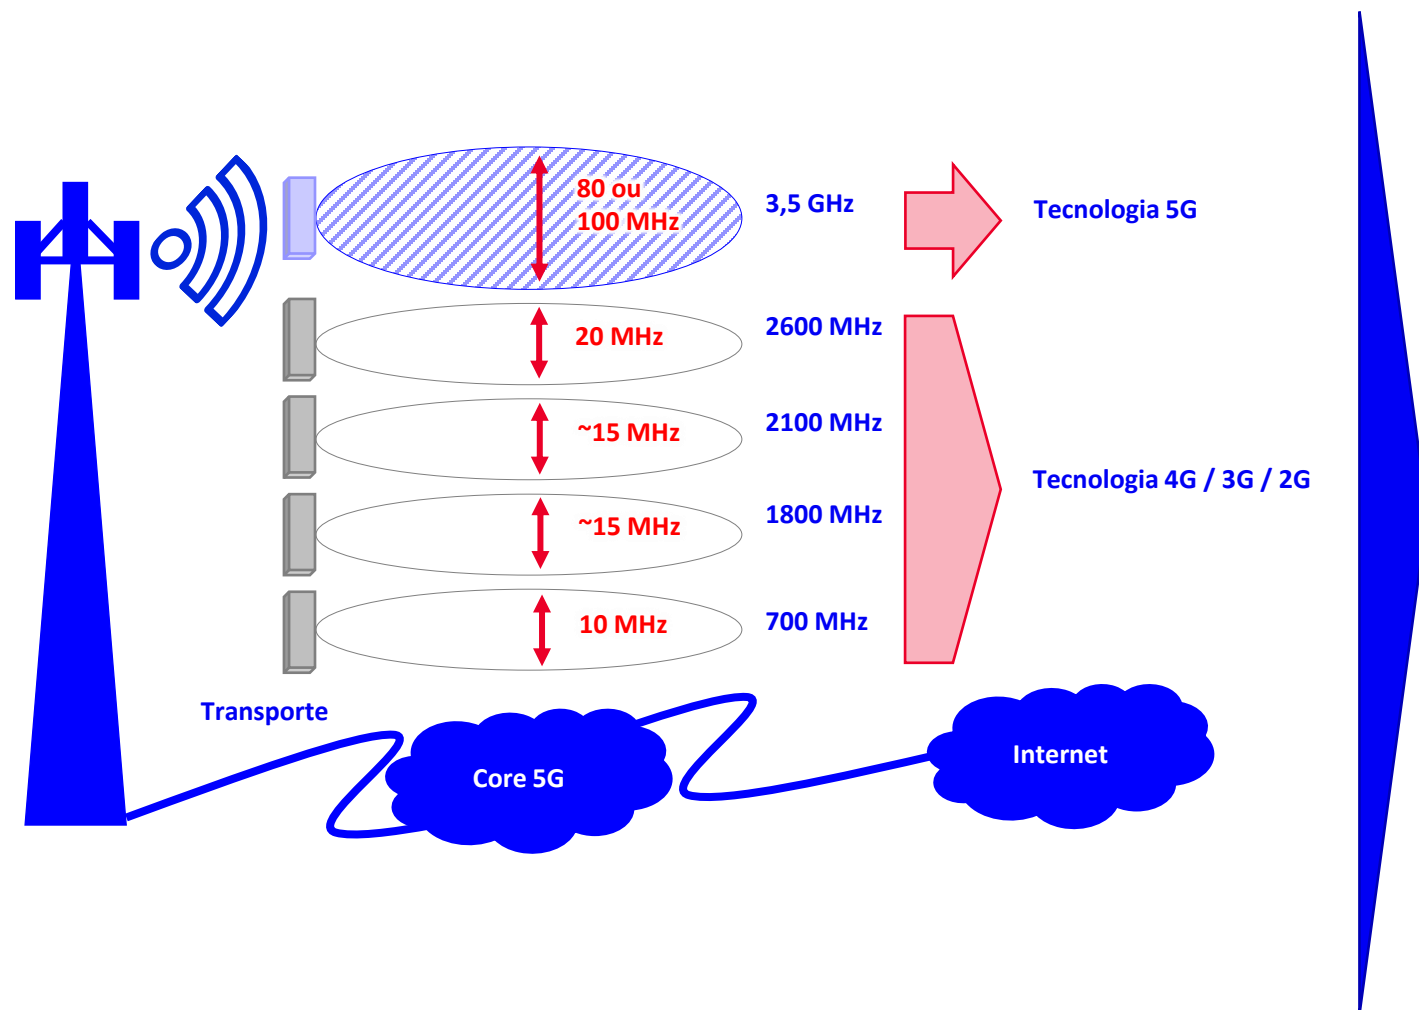 80 ou
100 MHz
3,5 GHz
Tecnologia 5G
20 MHz
2600 MHz
~15 MHz
2100 MHz
Tecnologia 4G / 3G / 2G
~15 MHz
1800 MHz
10 MHz
700 MHz
Transporte
Core 5G
Internet